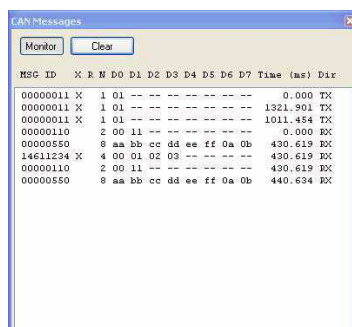 CAN Messages
Monitor Clear
MSG ID X R N D0 D1 D2 D3 D4 D5 D6 D7 Time (ms) Dir
00000011 X 1 01 -- -- -- -- -- -- -- 0.000 TX
00000011 X 1 01 -- -- -- -- -- -- -- 1321.901 TX
00000011 X 1 01 -- -- -- -- -- -- -- 1011.454 TX
00000110 2 00 11 -- -- -- -- -- -- 0.000 RX
00000550 8 aa bb cc dd ee ff 0a 0b 430.619 RX
14611234 X 4 00 01 02 03 -- -- -- -- 430.619 RX
00000110 2 00 11 -- -- -- -- -- -- 430.619 RX
00000550 8 aa bb cc dd ee ff 0a 0b 440.634 RX